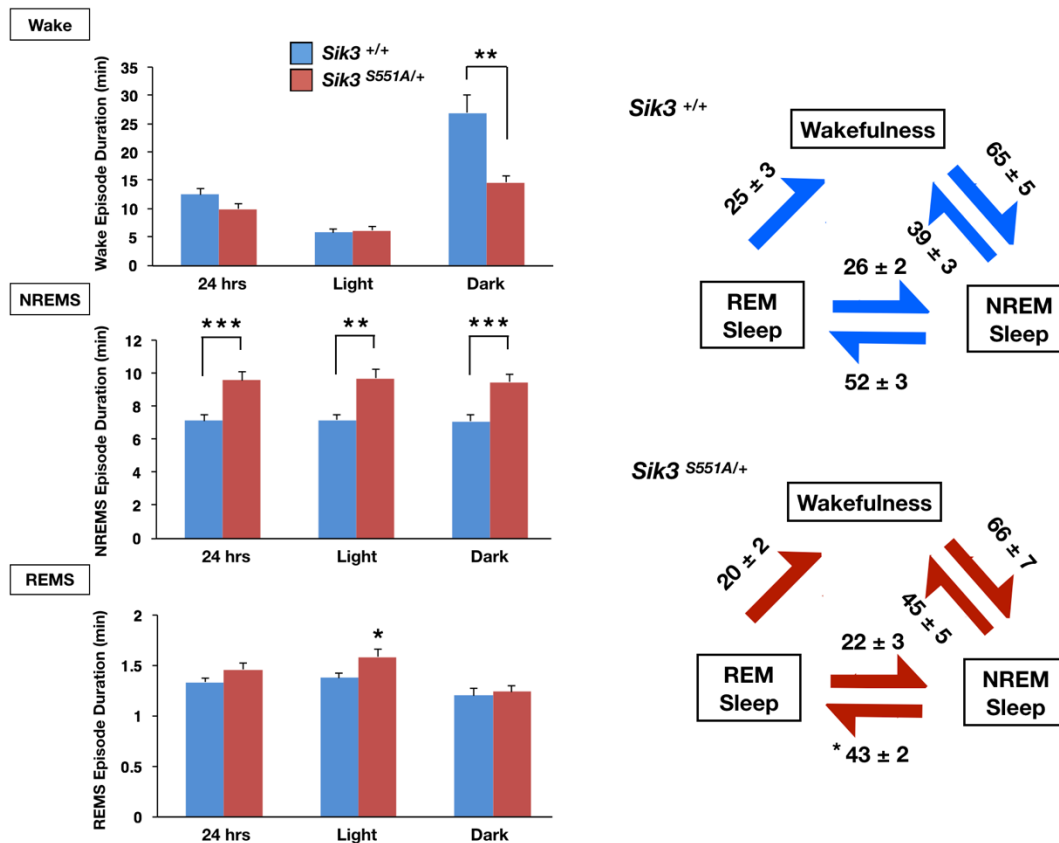 Wake
Sik3 +/+
Sik3 S551A/+
**
Wake Episode Duration (min)
35
30
25
20
15
10
5
0
24 hrs
Light
Dark
NREMS
***
**
***
NREMS Episode Duration (min)
12
10
8
6
4
2
0
24 hrs
Light
Dark
REMS
*
REMS Episode Duration (min)
2
1.5
1
0.5
0
24 hrs
Light
Dark
Sik3 +/+
Wakefulness
25 ± 3
65 ± 5
39 ± 3
26 ± 2
REM
Sleep
NREM
Sleep
52 ± 3
Sik3 S551A/+
Wakefulness
20 ± 2
66 ± 7
45 ± 5
22 ± 3
REM
Sleep
NREM
Sleep
* 43 ± 2